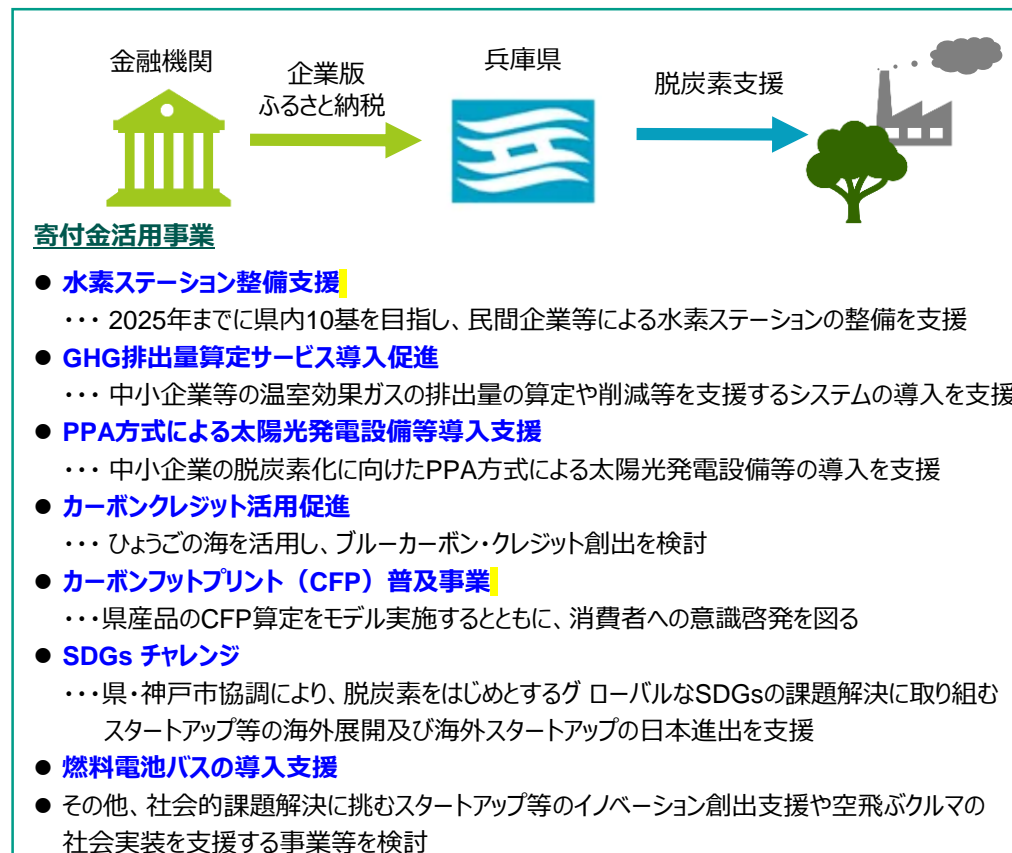 金融機関
企業版
ふるさと納税
兵庫県
脱炭素支援
寄付金活用事業
● 水素ステーション整備支援
・・・ 2025年までに県内10基を目指し、民間企業等による水素ステーションの整備を支援
● GHG排出量算定サービス導入促進
・・・ 中小企業等の温室効果ガスの排出量の算定や削減等を支援するシステムの導入を支援
● PPA方式による太陽光発電設備等導入支援
・・・ 中小企業の脱炭素化に向けたPPA方式による太陽光発電設備等の導入を支援
● カーボンクレジット活用促進
・・・ ひょうごの海を活用し、ブルーカーボン・クレジット創出を検討
● カーボンフットプリント（CFP）普及事業
・・・県産品のCFP算定をモデル実施するとともに、消費者への意識啓発を図る
● SDGs チャレンジ
・・・県・神戸市協調により、脱炭素をはじめとするグ ローバルなSDGsの課題解決に取り組む
スタートアップ等の海外展開及び海外スタートアップの日本進出を支援
● 燃料電池バスの導入支援
● その他、社会的課題解決に挑むスタートアップ等のイノベーション創出支援や空飛ぶクルマの
社会実装を支援する事業等を検討